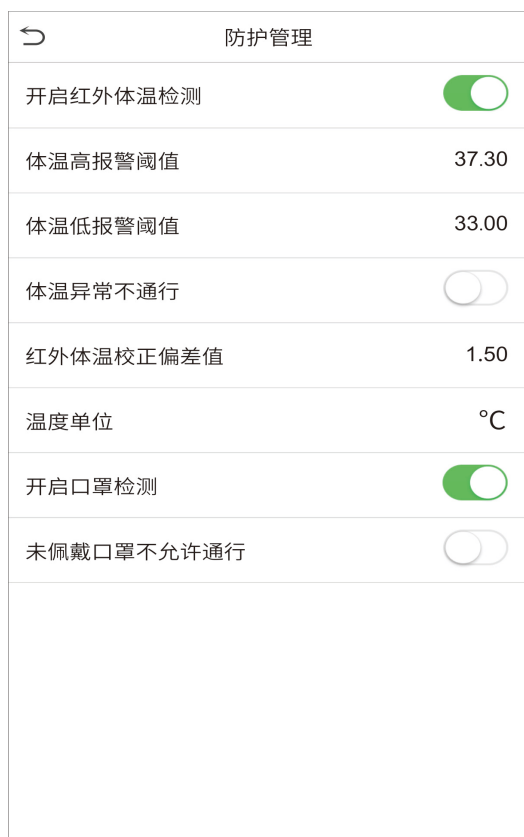 防护管理
开启红外体温检测
体温高报警阈值 37.30
体温低报警阈值 33.00
体温异常不通行
红外体温校正偏差值 1.50
温度单位 °C
开启口罩检测
未佩戴口罩不允许通行